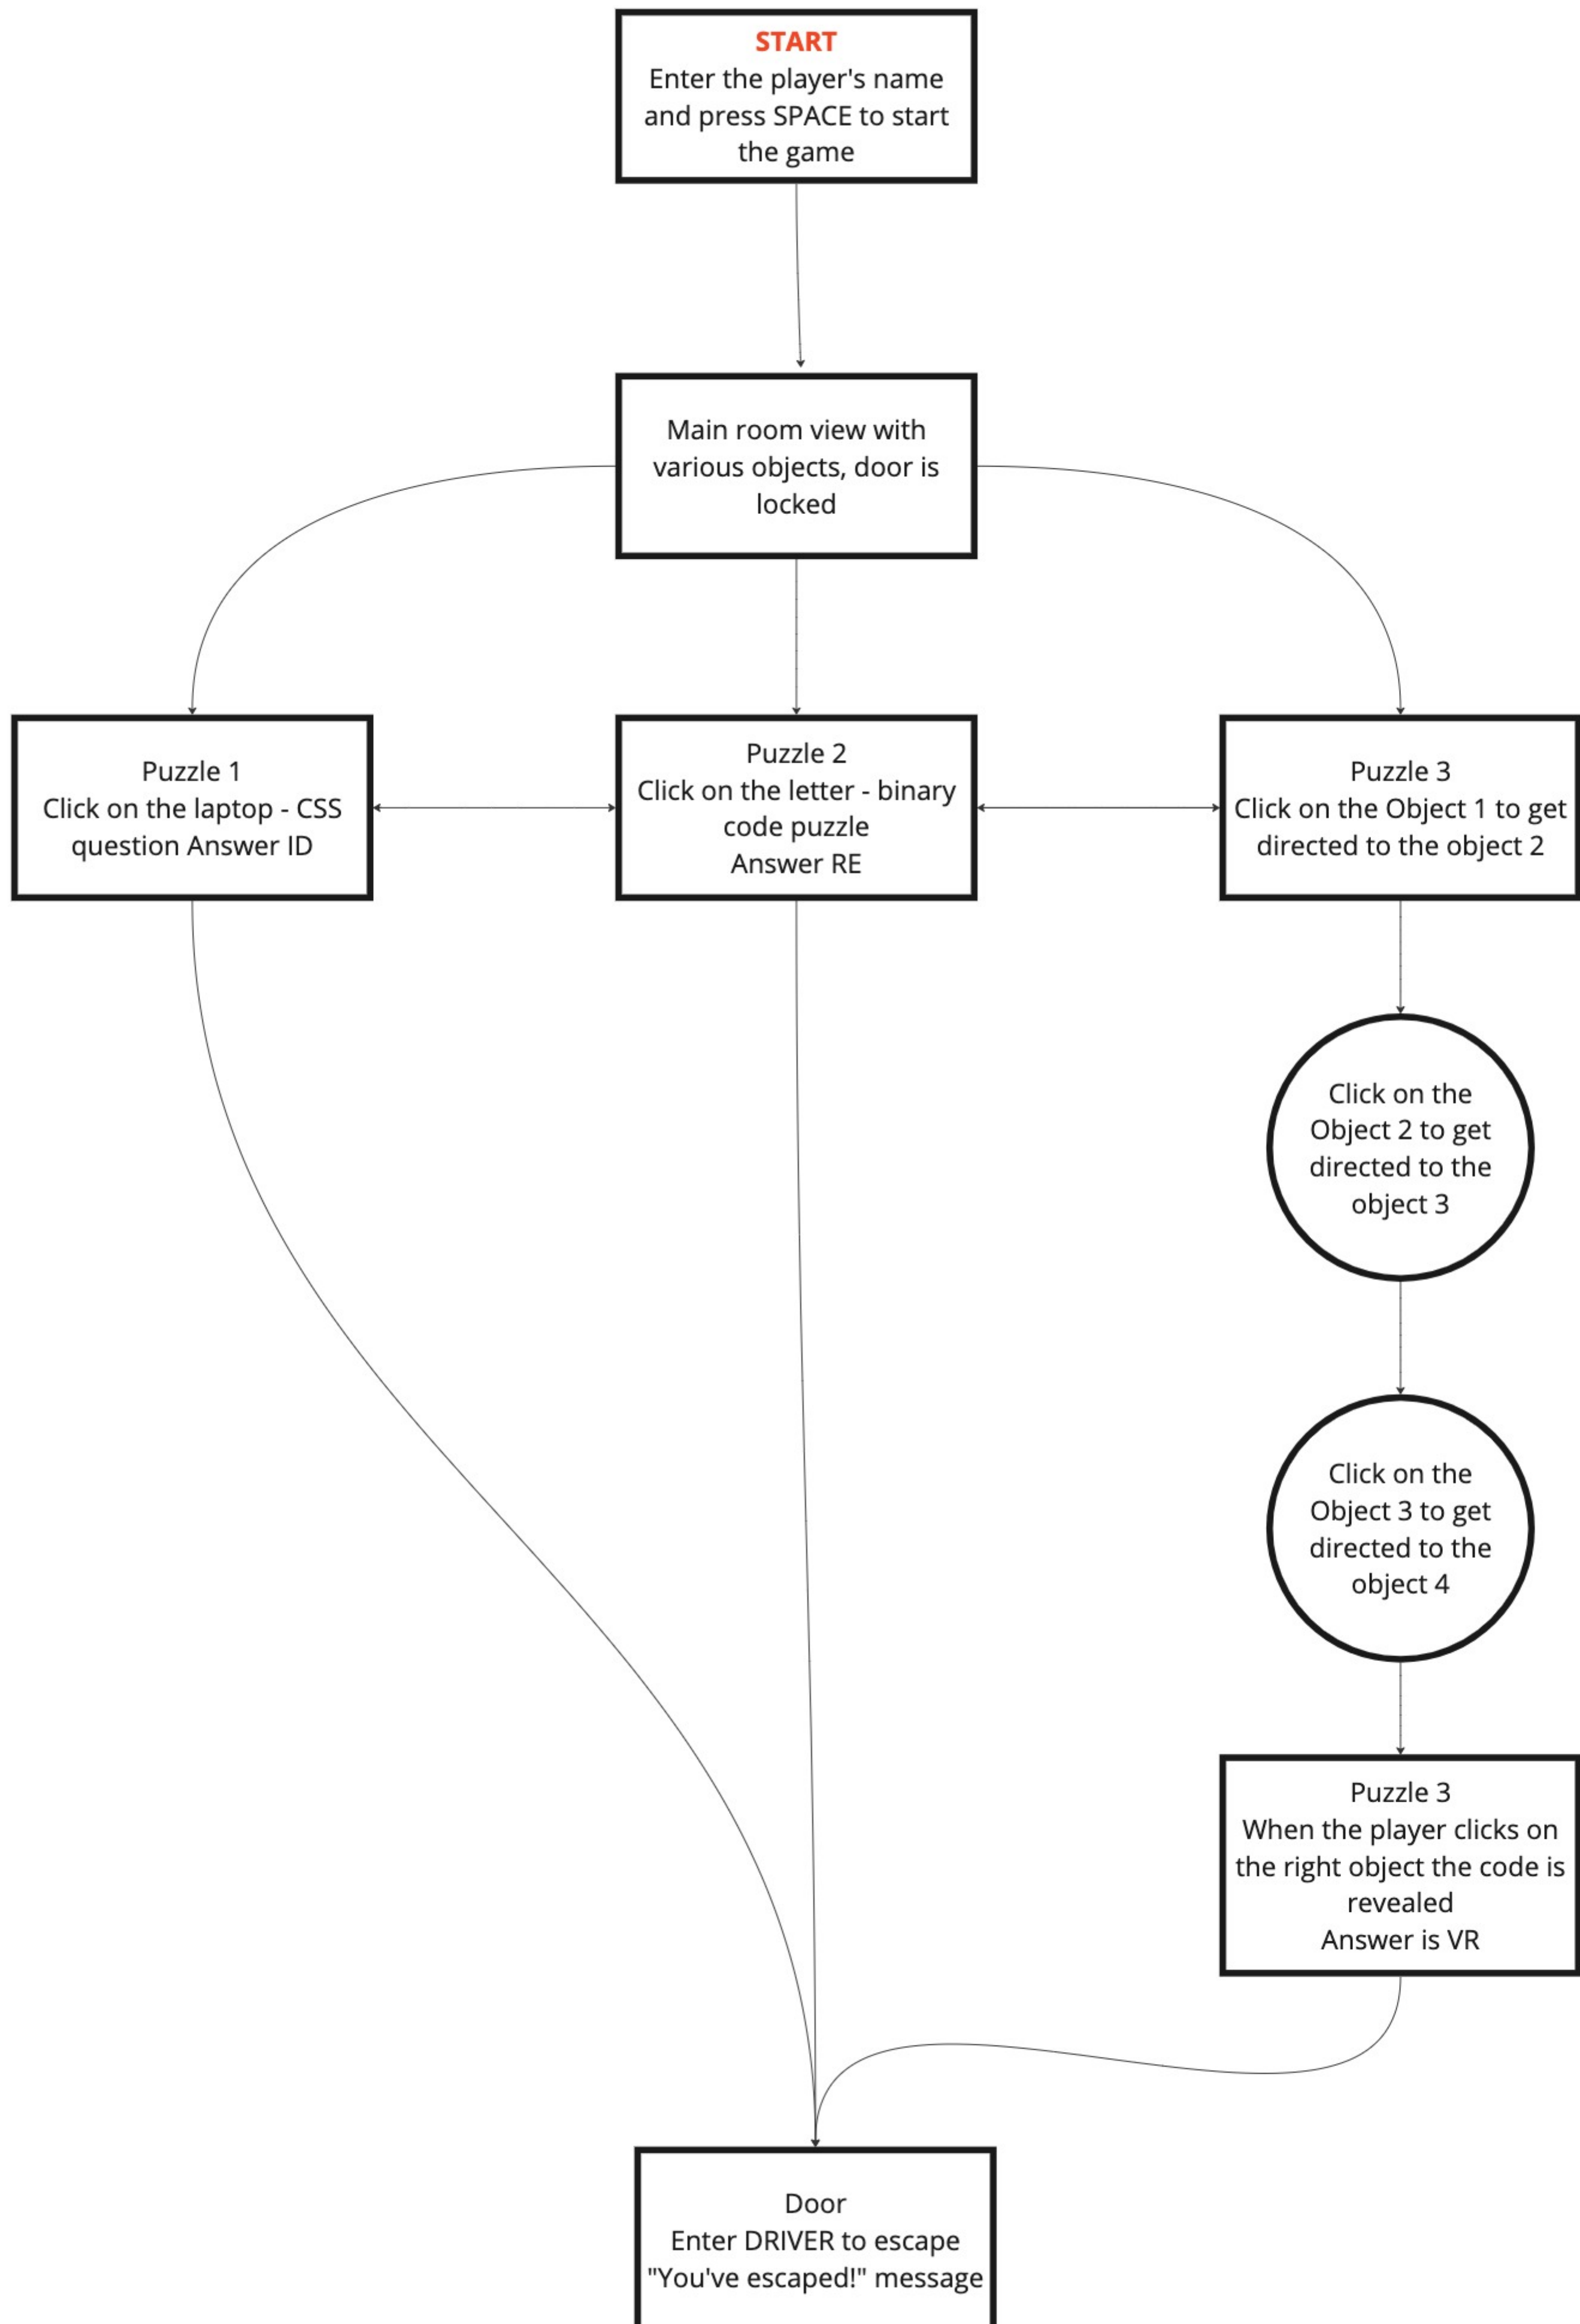 START
Enter the player's name
and press SPACE to start
the game
Main room view with
various objects, door is
locked
Puzzle 1
Click on the laptop - CSS
question Answer ID
Puzzle 2
Click on the letter - binary
code puzzle
Answer RE
Puzzle 3
Click on the Object 1 to get
directed to the object 2
Click on the
Object 2 to get
directed to the
object 3
Click on the
Object 3 to get
directed to the
object 4
Puzzle 3
When the player clicks on
the right object the code is
revealed
Answer is VR
Door
Enter DRIVER to escape
"You've escaped!" message